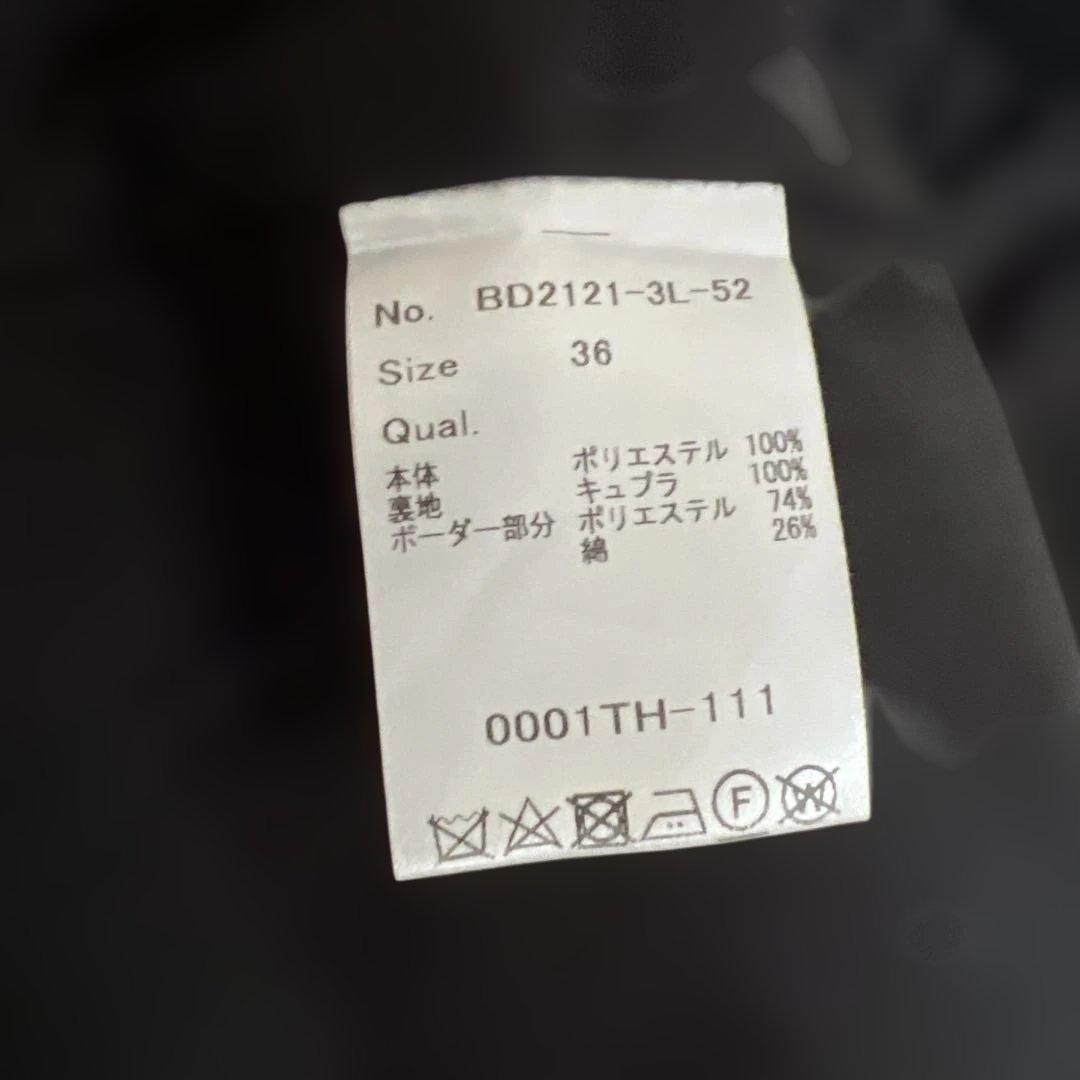 No. BD2121-3L-52
Size 36
Qual.
本体 ポリエステル 100%
裏地 キュプラ 100%
ボーダー部分 ポリエステル 74%
綿 26%
0001TH-111
F W